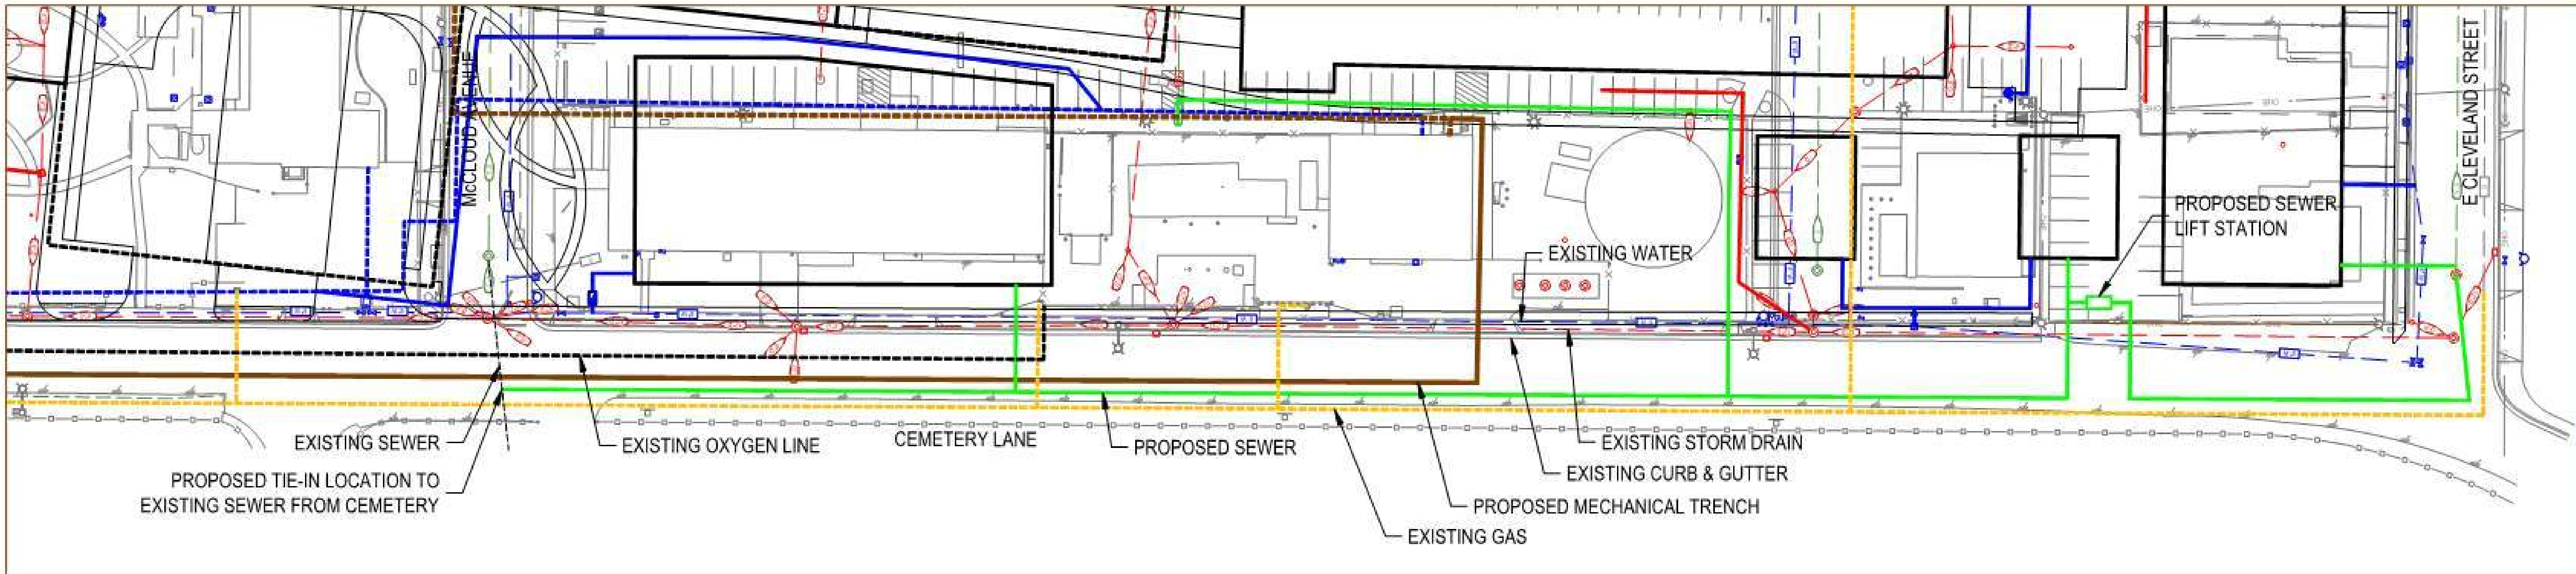 McCLOUD AVENUE
E CLEVELAND STREET
PROPOSED SEWER
LIFT STATION
EXISTING WATER
EXISTING SEWER
EXISTING OXYGEN LINE
CEMETERY LANE
PROPOSED SEWER
EXISTING STORM DRAIN
PROPOSED TIE-IN LOCATION TO
EXISTING SEWER FROM CEMETERY
EXISTING CURB & GUTTER
PROPOSED MECHANICAL TRENCH
EXISTING GAS